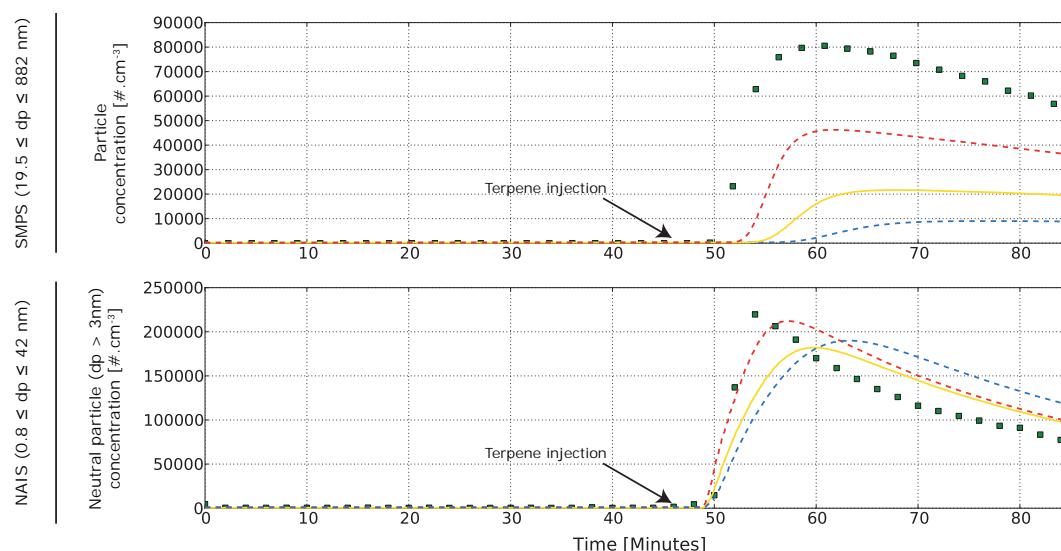 SMPS (19.5 ≤ dp ≤ 882 nm)
Particle
concentration [#.cm⁻³]
90000
80000
70000
60000
50000
40000
30000
20000
10000
0
Terpene injection
0 10 20 30 40 50 60 70 80
NAIS (0.8 ≤ dp ≤ 42 nm)
Neutral particle (dp > 3nm)
concentration [#.cm⁻³]
250000
200000
150000
100000
50000
0
Terpene injection
0 10 20 30 40 50 60 70 80
Time [Minutes]